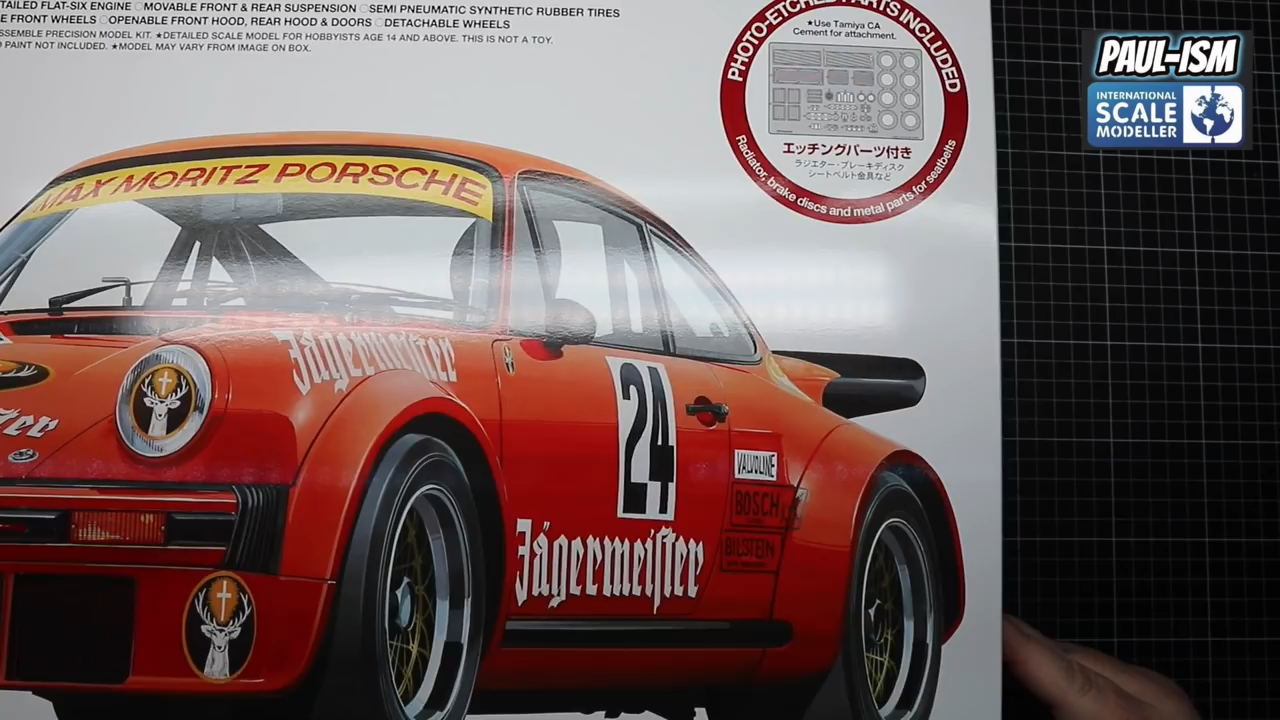 TAILED FLAT-SIX ENGINE ○MOVABLE FRONT & REAR SUSPENSION ○SEMI PNEUMATIC SYNTHETIC RUBBER TIRES
E FRONT WHEELS ○OPENABLE FRONT HOOD, REAR HOOD & DOORS ○DETACHABLE WHEELS
SSEMBLE PRECISION MODEL KIT. ★DETAILED SCALE MODEL FOR HOBBYISTS AGE 14 AND ABOVE. THIS IS NOT A TOY.
PAINT NOT INCLUDED. ★MODEL MAY VARY FROM IMAGE ON BOX.
PHOTO-ETCHED PARTS INCLUDED
★Use Tamiya CA
Cement for attachment.
エッチングパーツ付き
ラジエター・ブレーキディスク
シートベルト金具など
Radiator, brake discs and metal parts for seatbelts
PAUL-ISM
INTERNATIONAL
SCALE
MODELLER
MAX MORITZ PORSCHE
Jägermeiſter
24
VALVOLINE
BOSCH
BILSTEIN
Jägermeiſter